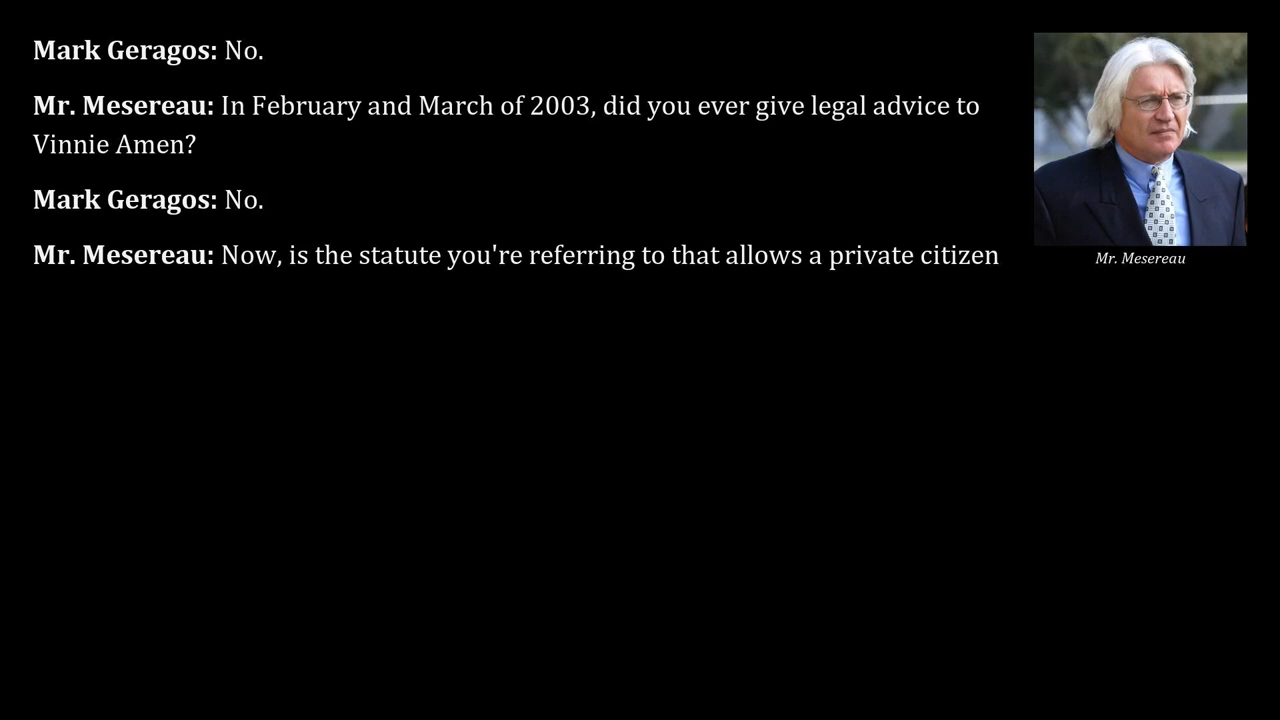 Mark Geragos: No.
Mr. Mesereau: In February and March of 2003, did you ever give legal advice to
Vinnie Amen?
Mark Geragos: No.
Mr. Mesereau: Now, is the statute you're referring to that allows a private citizen
Mr. Mesereau